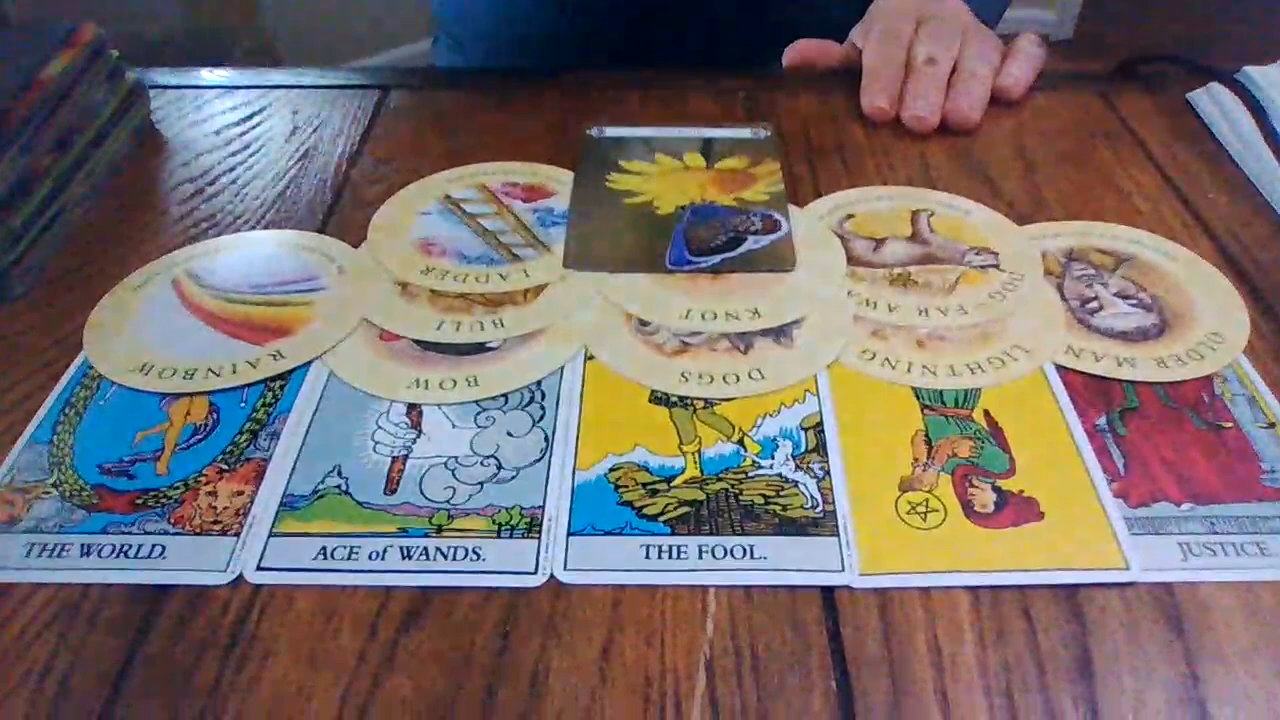 LADDER
RAINBOW
BULL
BOW
KNOT
DOGS
DOG - FAR AWA
LIGHTNING
OLDER MAN
THE WORLD.
ACE of WANDS.
THE FOOL.
JUSTICE